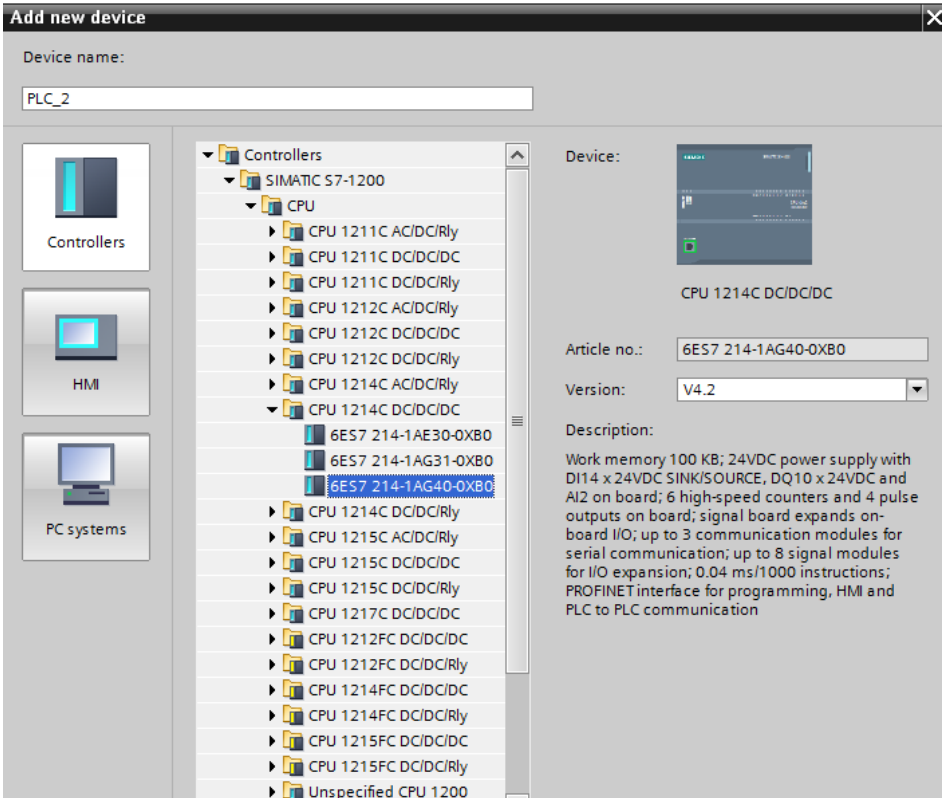 Add new device
Device name:
PLC_2
Controllers
HMI
PC systems
Controllers
SIMATIC S7-1200
CPU
CPU 1211C AC/DC/Rly
CPU 1211C DC/DC/DC
CPU 1211C DC/DC/Rly
CPU 1212C AC/DC/Rly
CPU 1212C DC/DC/DC
CPU 1212C DC/DC/Rly
CPU 1214C AC/DC/Rly
CPU 1214C DC/DC/DC
6ES7 214-1AE30-0XB0
6ES7 214-1AG31-0XB0
6ES7 214-1AG40-0XB0
CPU 1214C DC/DC/Rly
CPU 1215C AC/DC/Rly
CPU 1215C DC/DC/DC
CPU 1215C DC/DC/Rly
CPU 1217C DC/DC/DC
CPU 1212FC DC/DC/DC
CPU 1212FC DC/DC/Rly
CPU 1214FC DC/DC/DC
CPU 1214FC DC/DC/Rly
CPU 1215FC DC/DC/DC
CPU 1215FC DC/DC/Rly
Unspecified CPU 1200
Device:
CPU 1214C DC/DC/DC
Article no.:
6ES7 214-1AG40-0XB0
Version:
V4.2
Description:
Work memory 100 KB; 24VDC power supply with
DI14 x 24VDC SINK/SOURCE, DQ10 x 24VDC and
AI2 on board; 6 high-speed counters and 4 pulse
outputs on board; signal board expands on-
board I/O; up to 3 communication modules for
serial communication; up to 8 signal modules
for I/O expansion; 0.04 ms/1000 instructions;
PROFINET interface for programming, HMI and
PLC to PLC communication